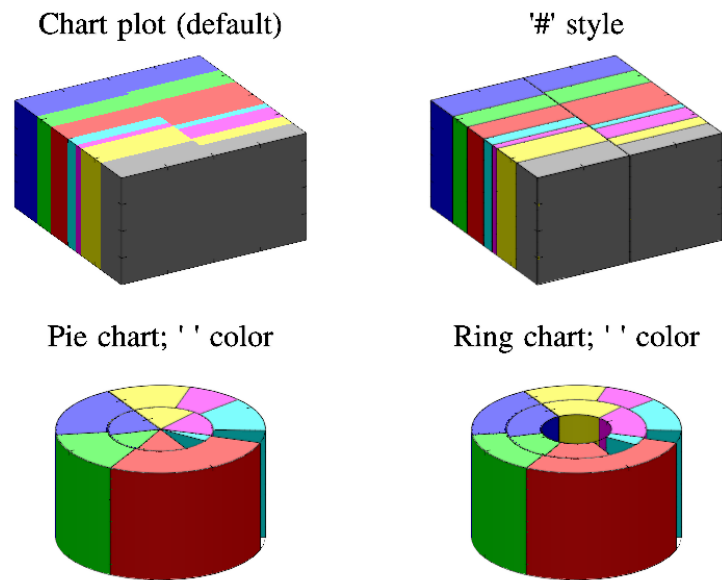 Chart plot (default)
'#' style
Pie chart; ' ' color
Ring chart; ' ' color